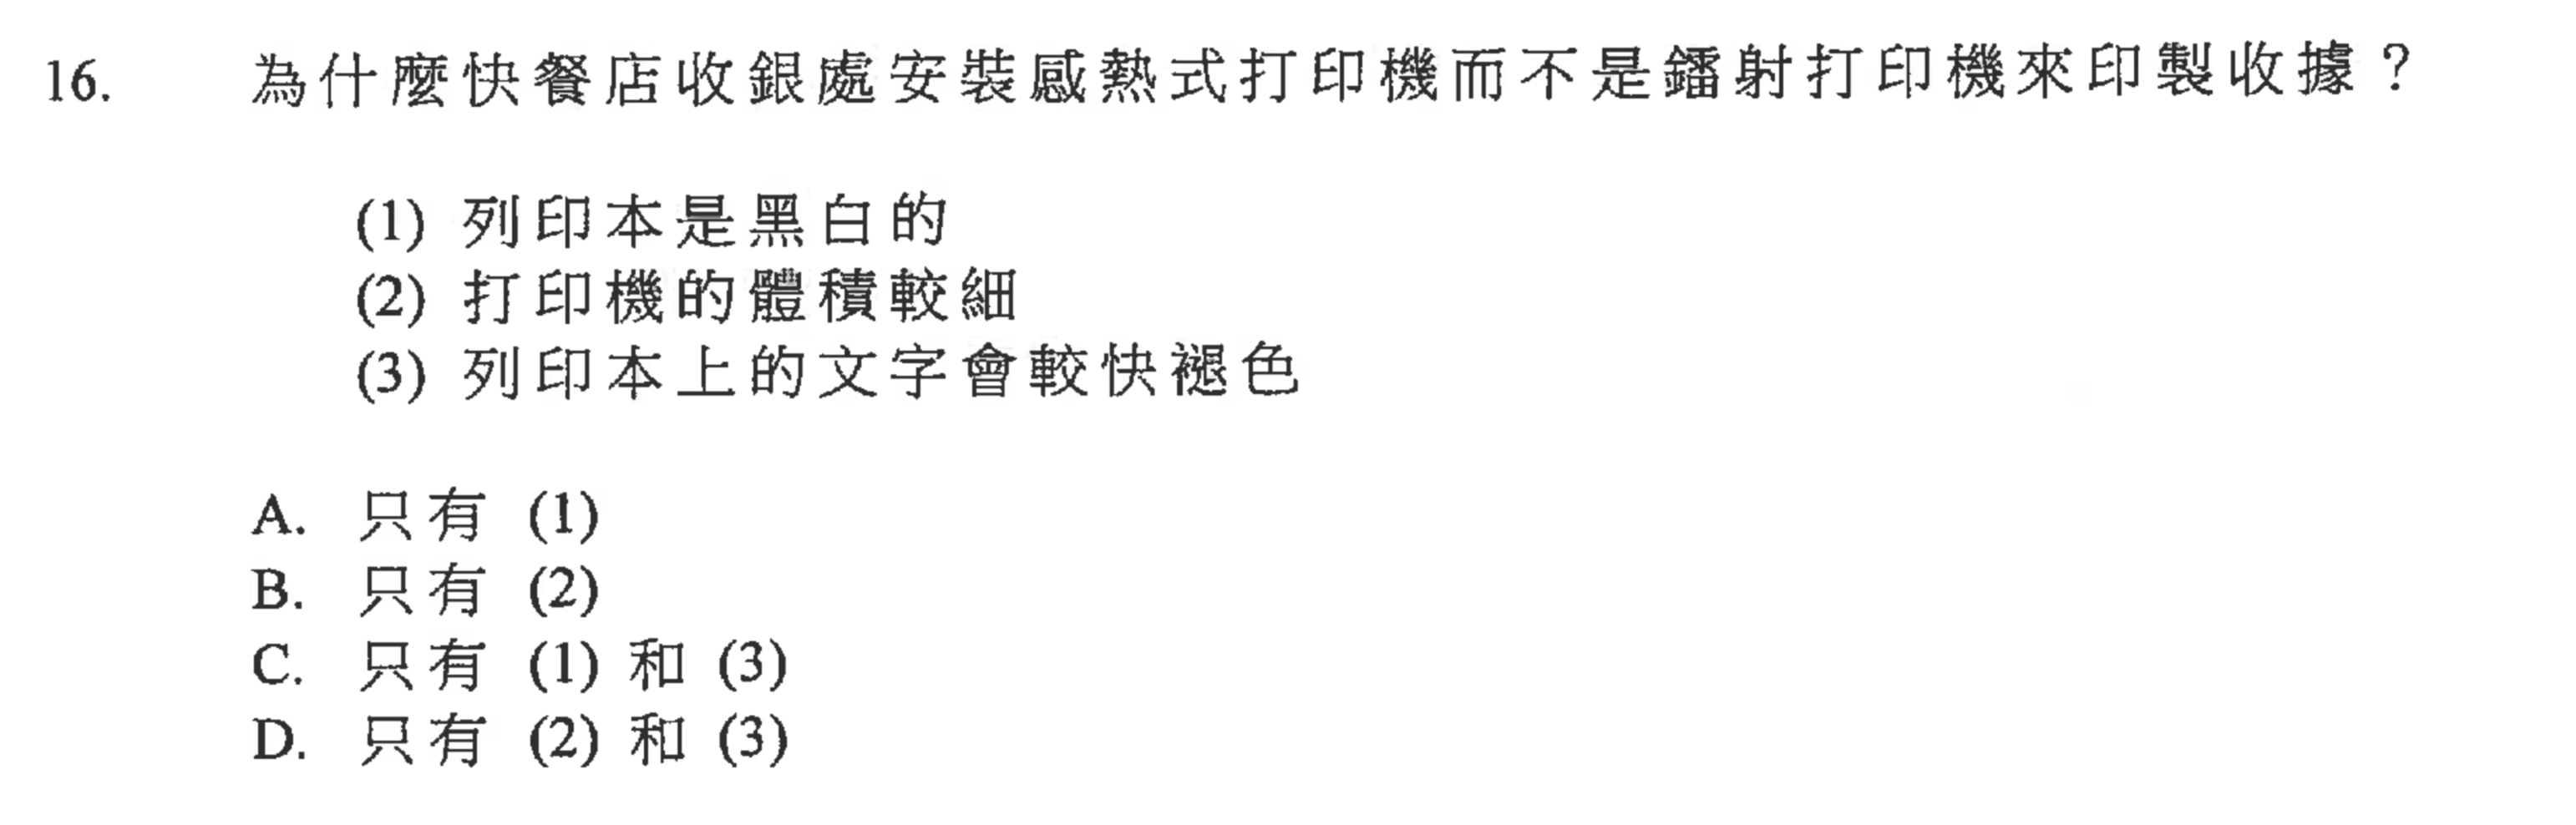 16. 為什麼快餐店收銀處安裝感熱式打印機而不是鐳射打印機來印製收據？
(1) 列印本是黑白的
(2) 打印機的體積較細
(3) 列印本上的文字會較快褪色
A. 只有 (1)
B. 只有 (2)
C. 只有 (1) 和 (3)
D. 只有 (2) 和 (3)